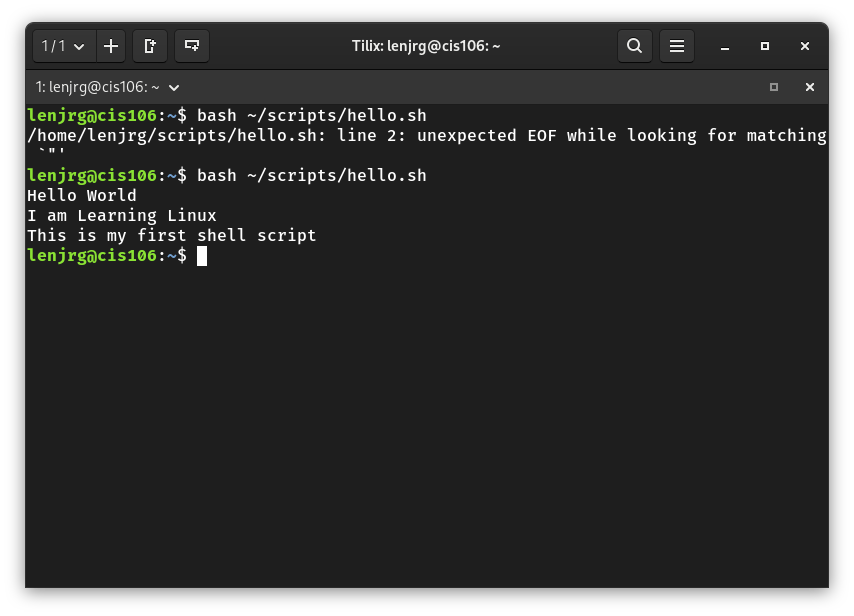 1 / 1
Tilix: lenjrg@cis106: ~
1: lenjrg@cis106: ~
lenjrg@cis106:~$ bash ~/scripts/hello.sh
/home/lenjrg/scripts/hello.sh: line 2: unexpected EOF while looking for matching
 `"'
lenjrg@cis106:~$ bash ~/scripts/hello.sh
Hello World
I am Learning Linux
This is my first shell script
lenjrg@cis106:~$